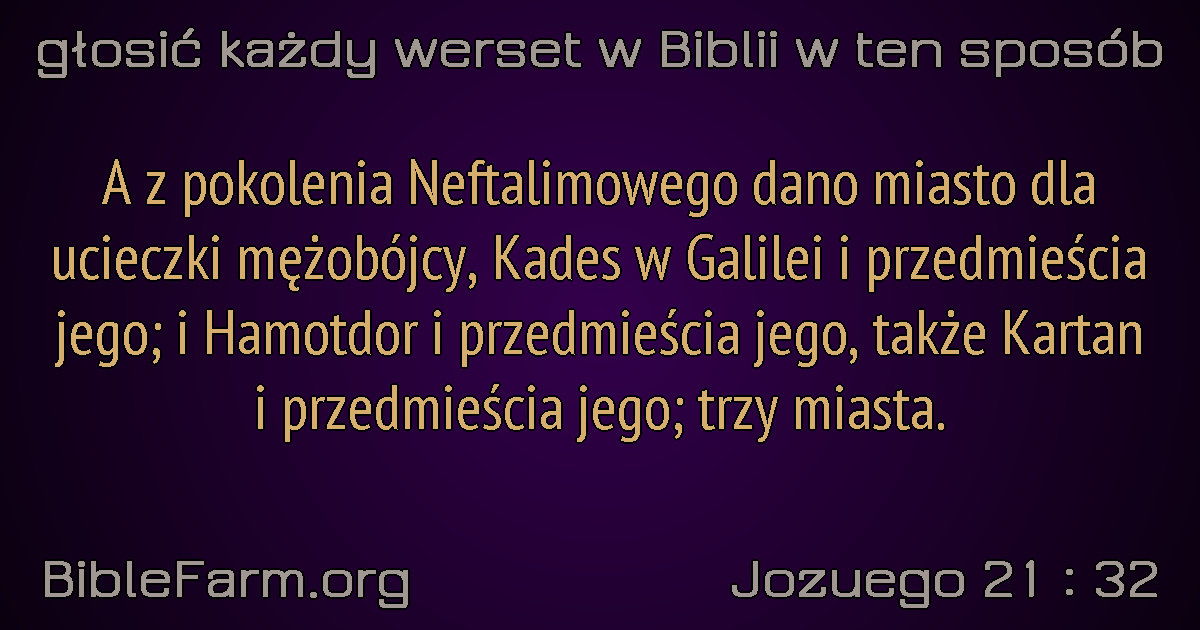 głosić każdy werset w Biblii w ten sposób
A z pokolenia Neftalimowego dano miasto dla
ucieczki mężobójcy, Kades w Galilei i przedmieścia
jego; i Hamotdor i przedmieścia jego, także Kartan
i przedmieścia jego; trzy miasta.
BibleFarm.org
Jozuego 21 : 32